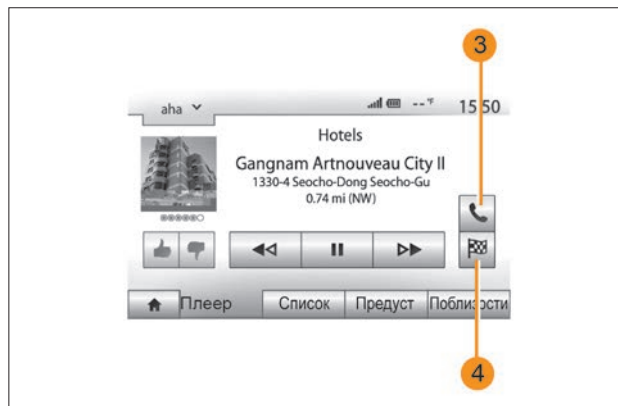 3
aha
-- °F
15:50
Hotels
Gangnam Artnouveau City II
1330-4 Seocho-Dong Seocho-Gu
0.74 mi (NW)
Плеер
Список
Предуст
Поблизости
4